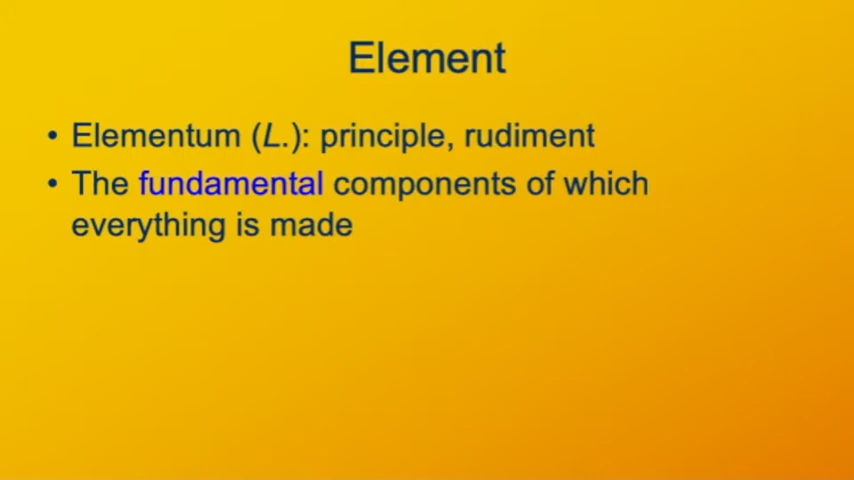 Element
• Elementum (L.): principle, rudiment
• The fundamental components of which
everything is made